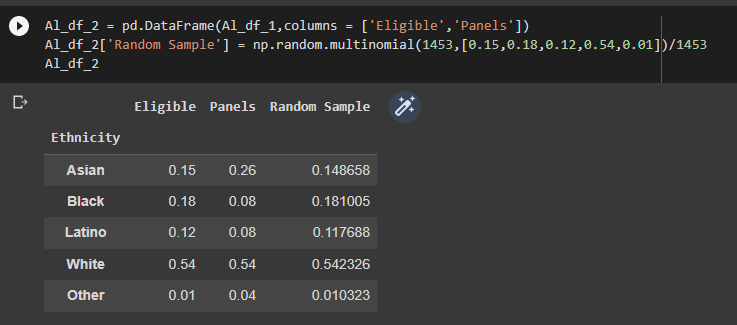 Al_df_2 = pd.DataFrame(Al_df_1,columns = ['Eligible','Panels'])
Al_df_2['Random Sample'] = np.random.multinomial(1453,[0.15,0.18,0.12,0.54,0.01])/1453
Al_df_2
Eligible Panels Random Sample
Ethnicity
Asian 0.15 0.26 0.148658
Black 0.18 0.08 0.181005
Latino 0.12 0.08 0.117688
White 0.54 0.54 0.542326
Other 0.01 0.04 0.010323